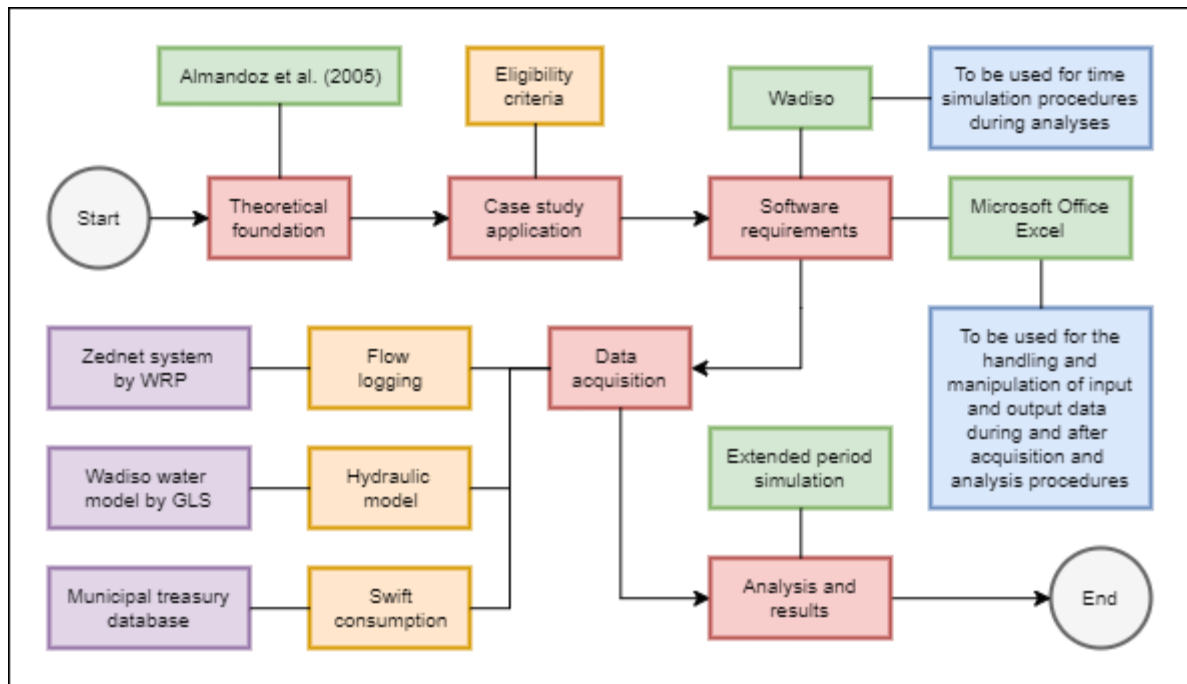 Almandoz et al. (2005)
Eligibility
criteria
Wadiso
To be used for time
simulation procedures
during analyses
Start
Theoretical
foundation
Case study
application
Software
requirements
Microsoft Office
Excel
Zednet system
by WRP
Flow
logging
Data
acquisition
To be used for the
handling and
manipulation of input
and output data
during and after
acquisition and
analysis procedures
Wadiso water
model by GLS
Hydraulic
model
Extended period
simulation
Municipal treasury
database
Swift
consumption
Analysis and
results
End